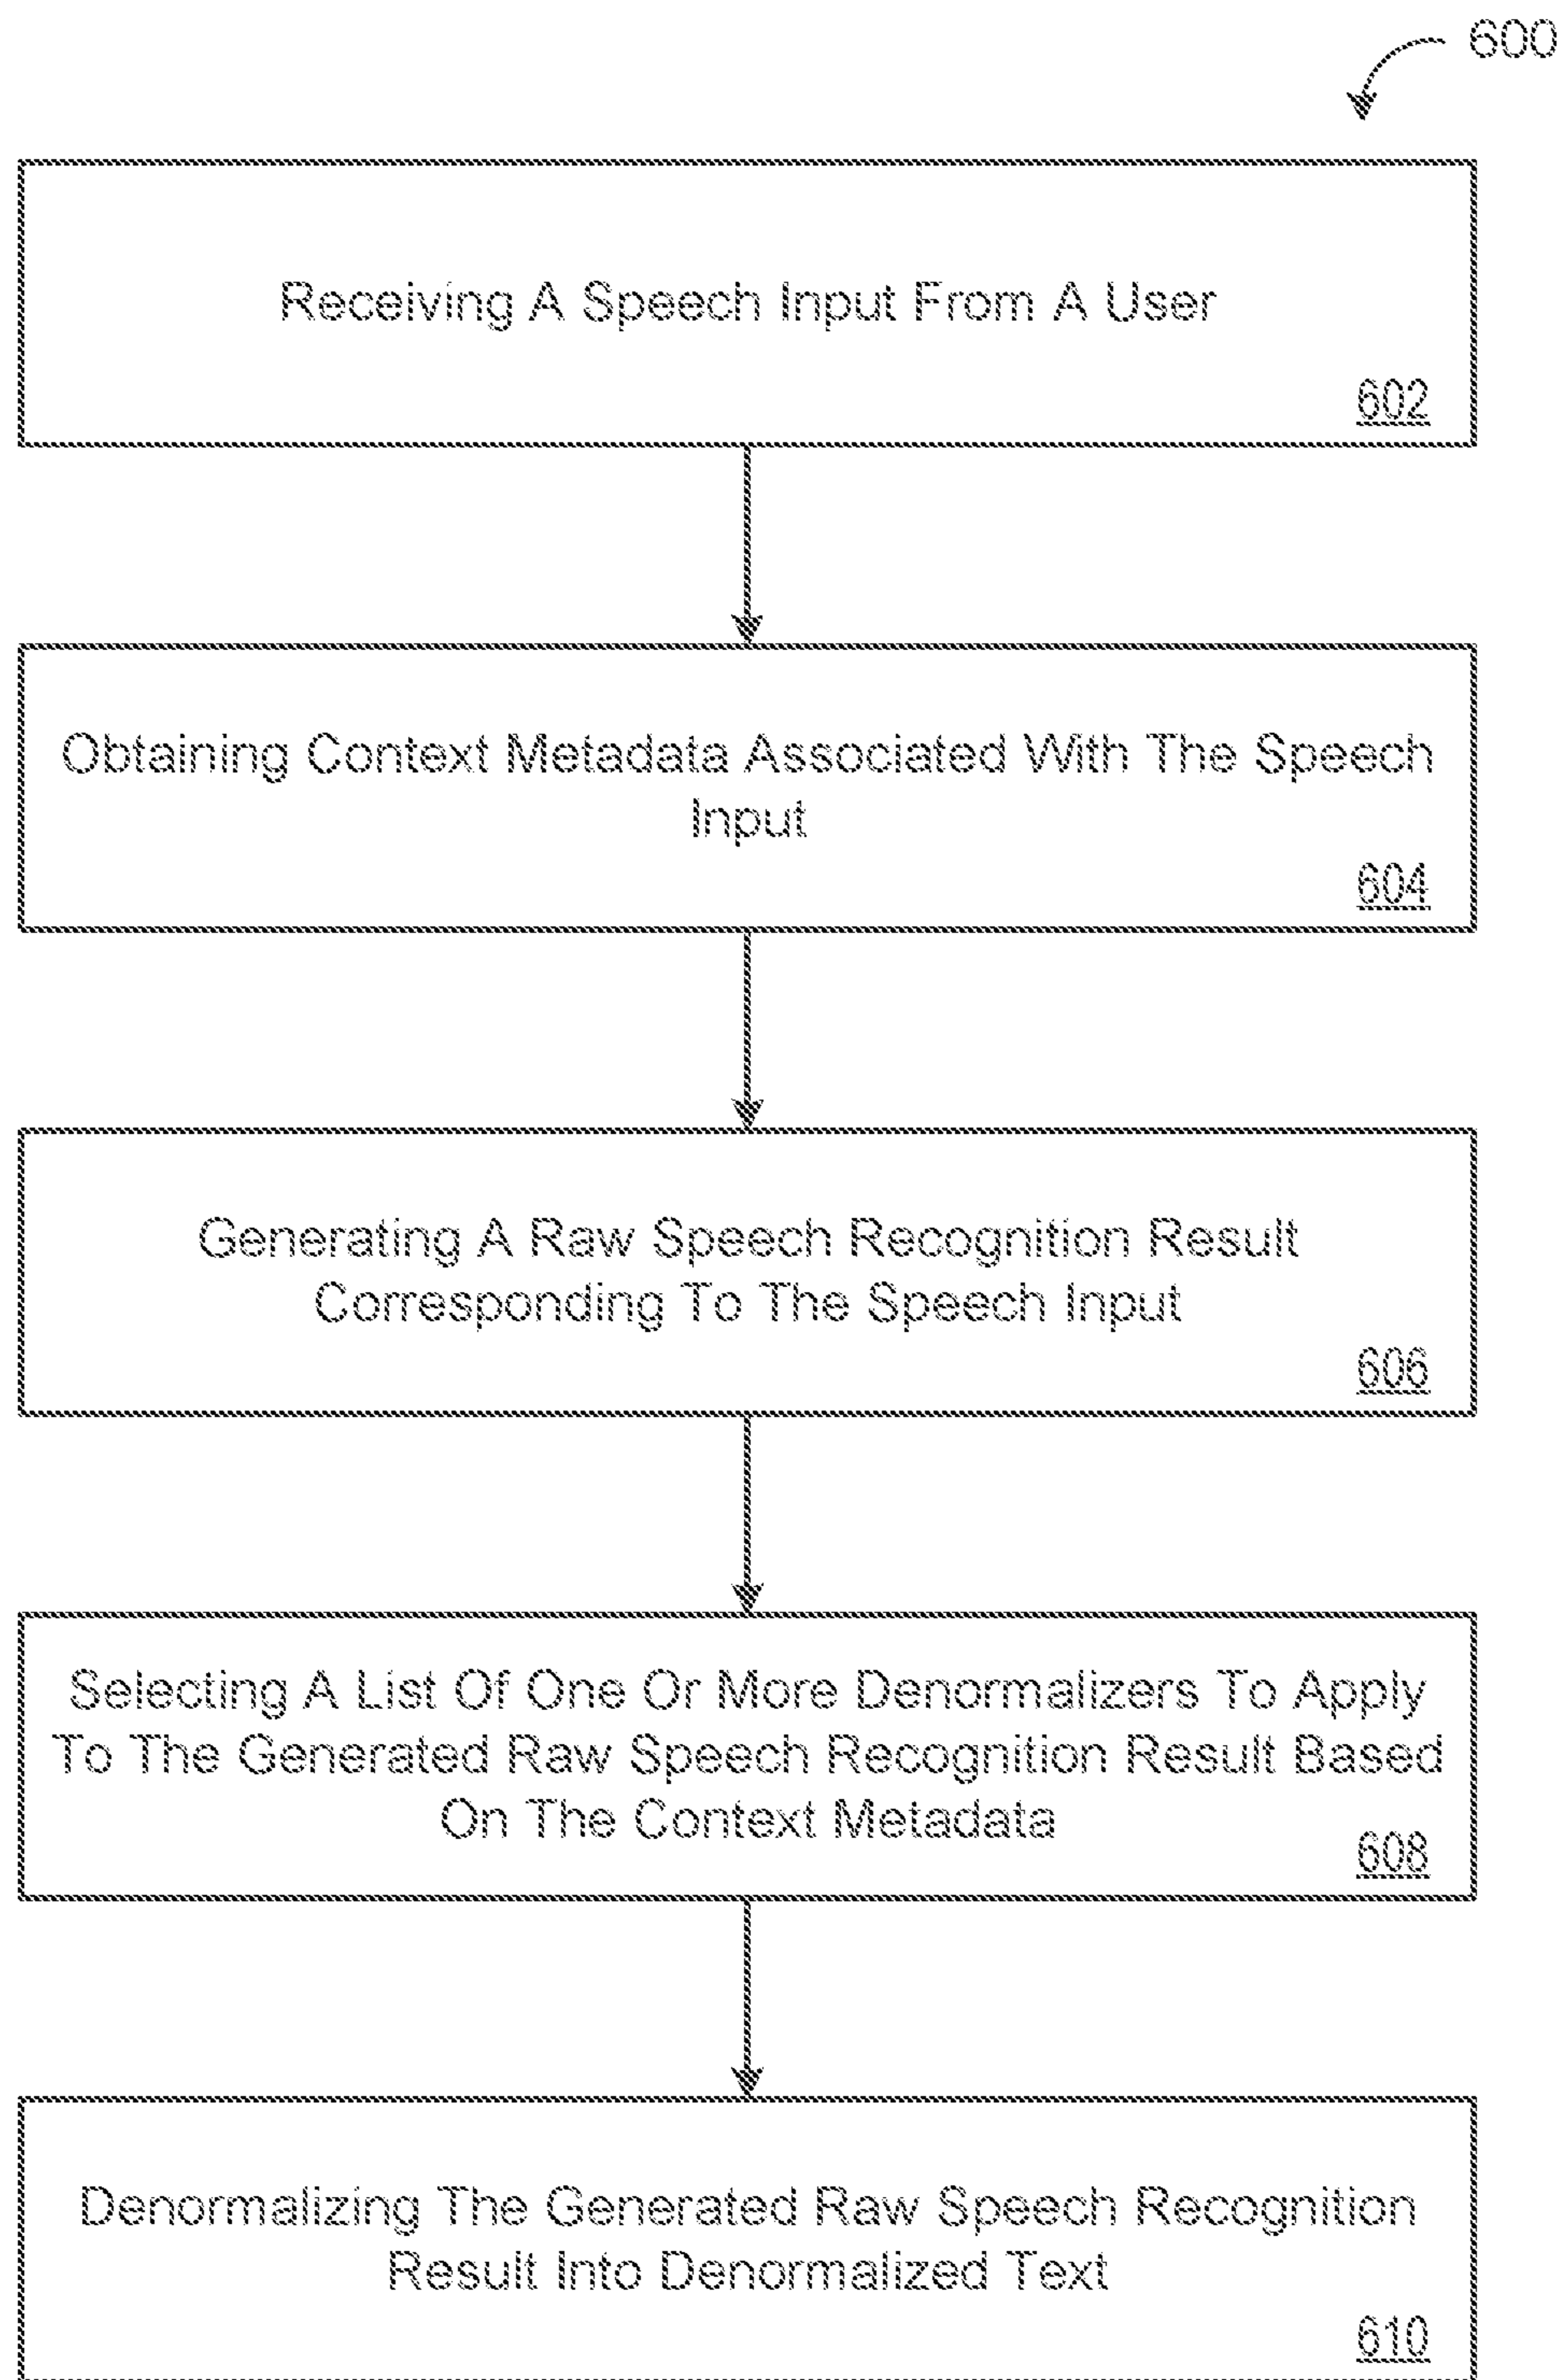 600
Receiving A Speech Input From A User
602
Obtaining Context Metadata Associated With The Speech
Input
604
Generating A Raw Speech Recognition Result
Corresponding To The Speech Input
606
Selecting A List Of One Or More Denormalizers To Apply
To The Generated Raw Speech Recognition Result Based
On The Context Metadata
608
Denormalizing The Generated Raw Speech Recognition
Result Into Denormalized Text
610